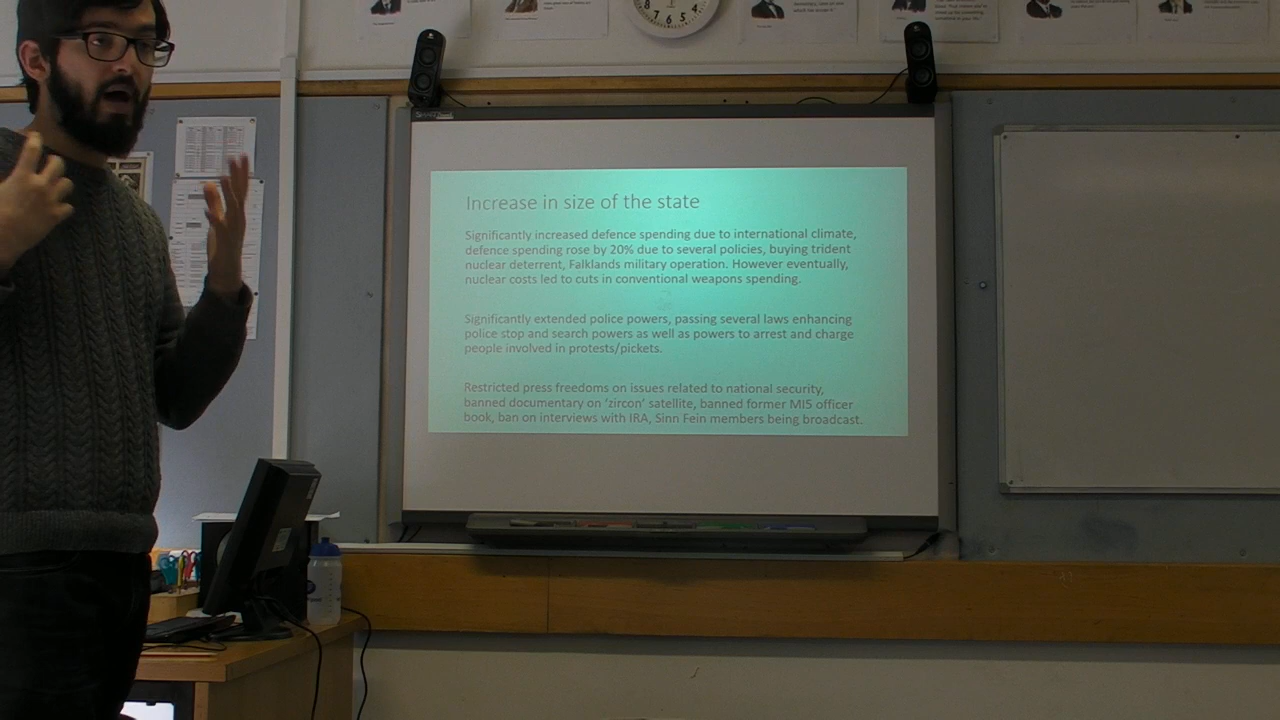 6
5
7
8
4
Increase in size of the state
Significantly increased defence spending due to international climate,
defence spending rose by 20% due to several policies, buying trident
nuclear deterrent, Falklands military operation. However eventually,
nuclear costs led to cuts in conventional weapons spending.
Significantly extended police powers, passing several laws enhancing
police stop and search powers as well as powers to arrest and charge
people involved in protests/pickets.
Restricted press freedoms on issues related to national security,
banned documentary on ‘zircon’ satellite, banned former MI5 officer
book, ban on interviews with IRA, Sinn Fein members being broadcast.